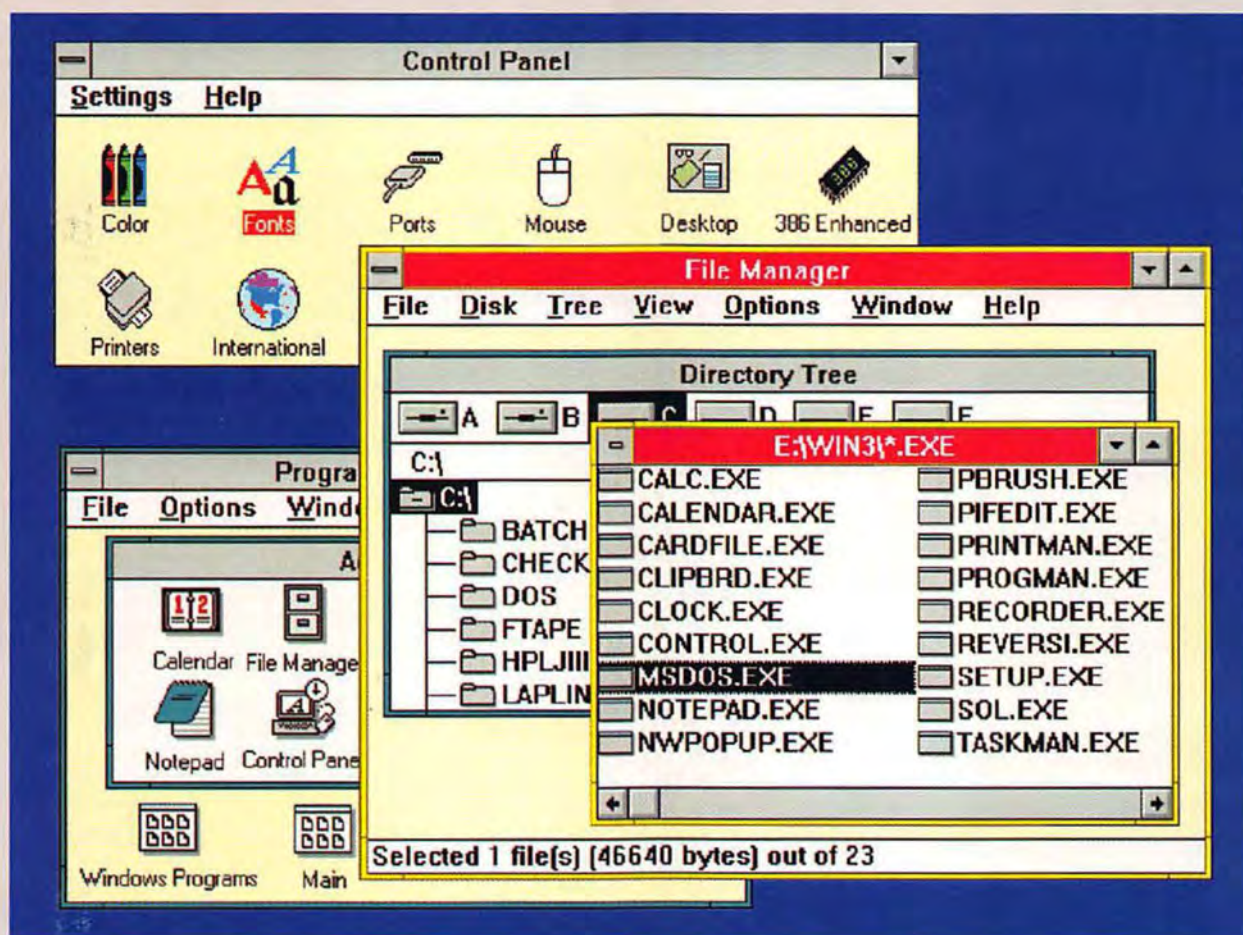 Control Panel
Settings Help
Color Fonts Ports Mouse Desktop 386 Enhanced
Printers International
File Manager
File Disk Tree View Options Window Help
Directory Tree
A B C D E F
C:\
C:\
BATCH
CHECK
DOS
FTAPE
HPLJIII
LAPLIN
E:\WIN3\*.EXE
CALC.EXE PBRUSH.EXE
CALENDAR.EXE PIFEDIT.EXE
CARDFILE.EXE PRINTMAN.EXE
CLIPBRD.EXE PROGMAN.EXE
CLOCK.EXE RECORDER.EXE
CONTROL.EXE REVERSI.EXE
MSDOS.EXE SETUP.EXE
NOTEPAD.EXE SOL.EXE
NWPOPUP.EXE TASKMAN.EXE
Selected 1 file(s) (46640 bytes) out of 23
Progra
File Options Windo
A
Calendar File Manage
Notepad Control Pane
Windows Programs Main